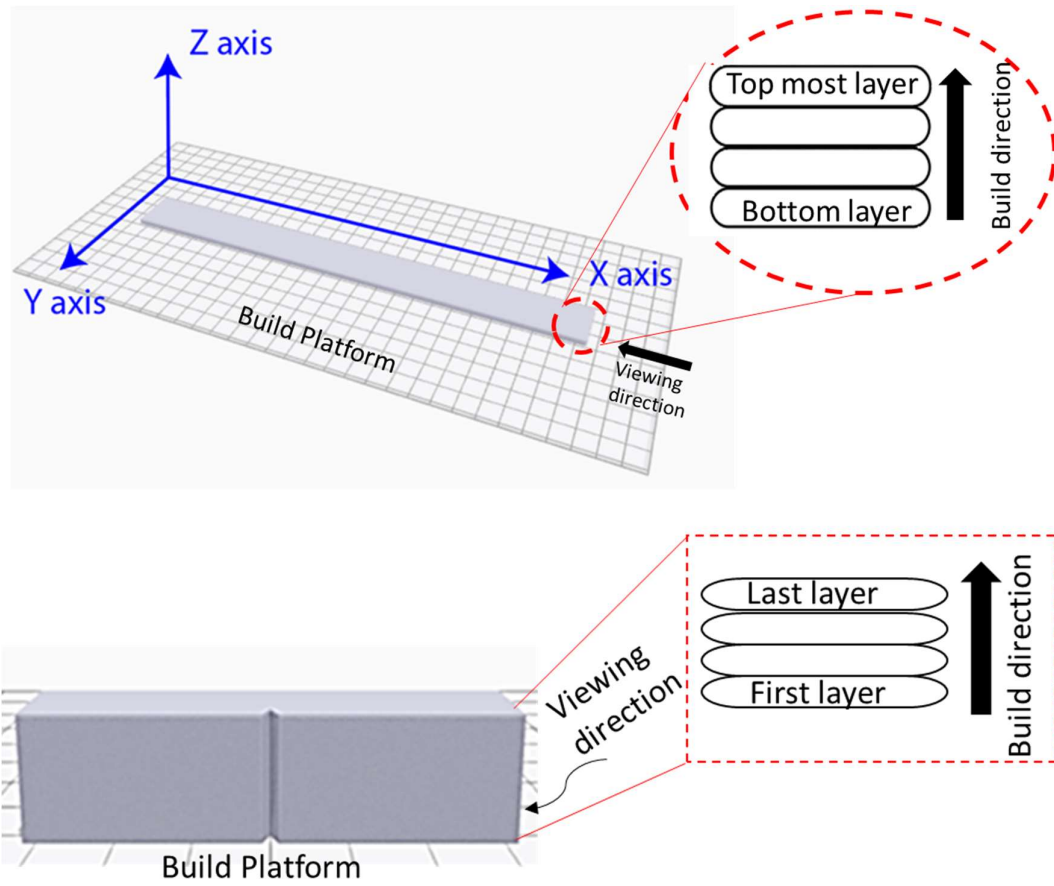 Z axis
X axis
Y axis
Build Platform
Viewing
direction
Top most layer
Bottom layer
Build direction
Last layer
First layer
Build direction
Viewing
direction
Build Platform